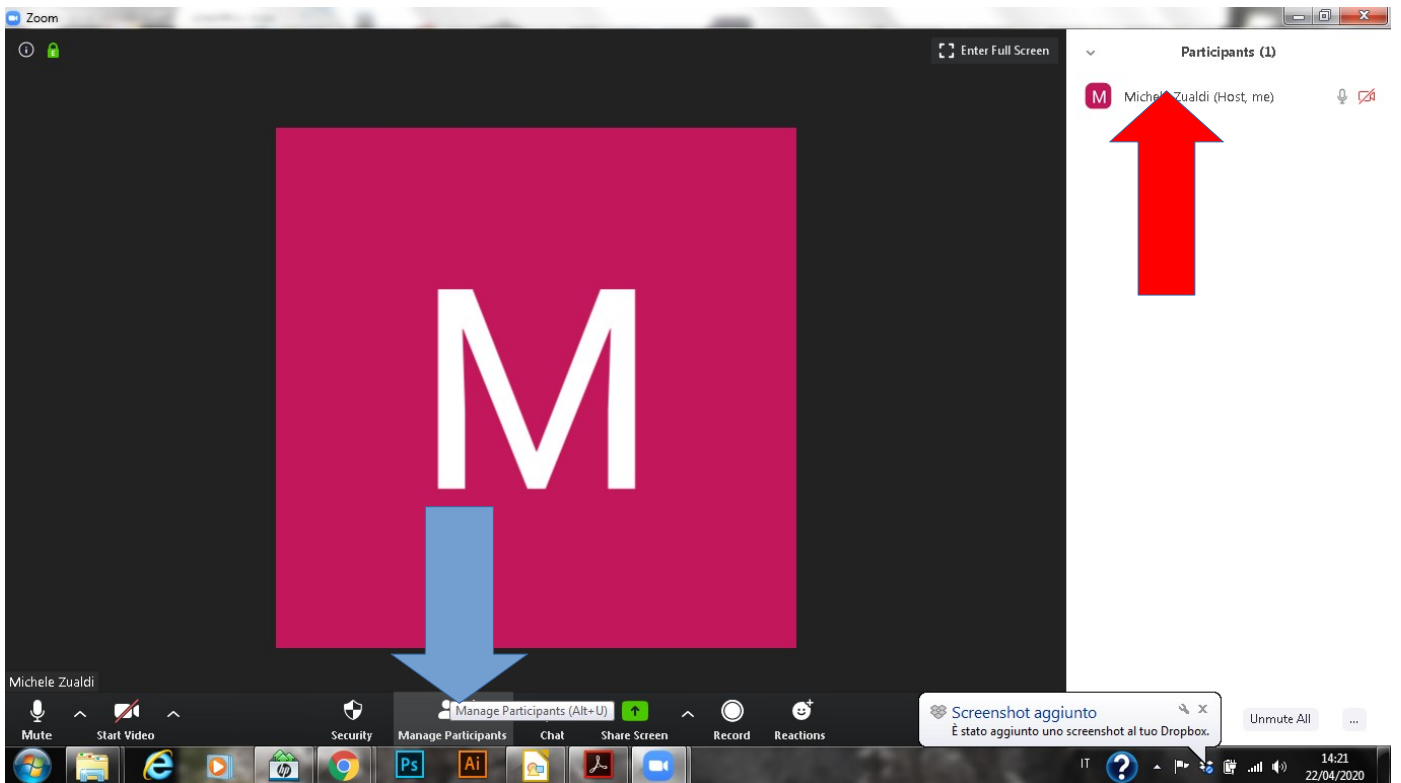 Zoom
Enter Full Screen
Participants (1)
M
Michele Zualdi (Host, me)
M
Michele Zualdi
Manage Participants (Alt+U)
Mute
Start Video
Security
Manage Participants
Chat
Share Screen
Record
Reactions
Screenshot aggiunto
È stato aggiunto uno screenshot al tuo Dropbox.
Unmute All
...
hp
Ps
Ai
IT
14:21
22/04/2020